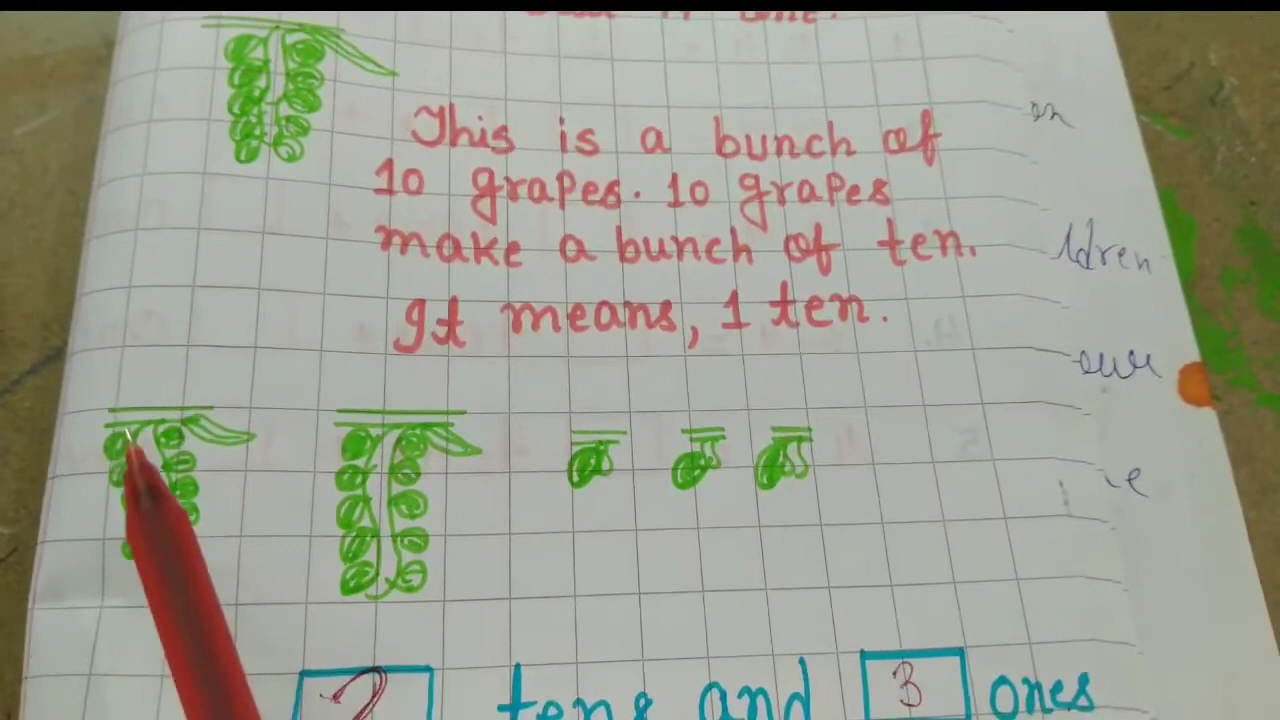 This is a bunch of
10 grapes. 10 grapes
make a bunch of ten.
It means, 1 ten.
2 tens and 3 ones